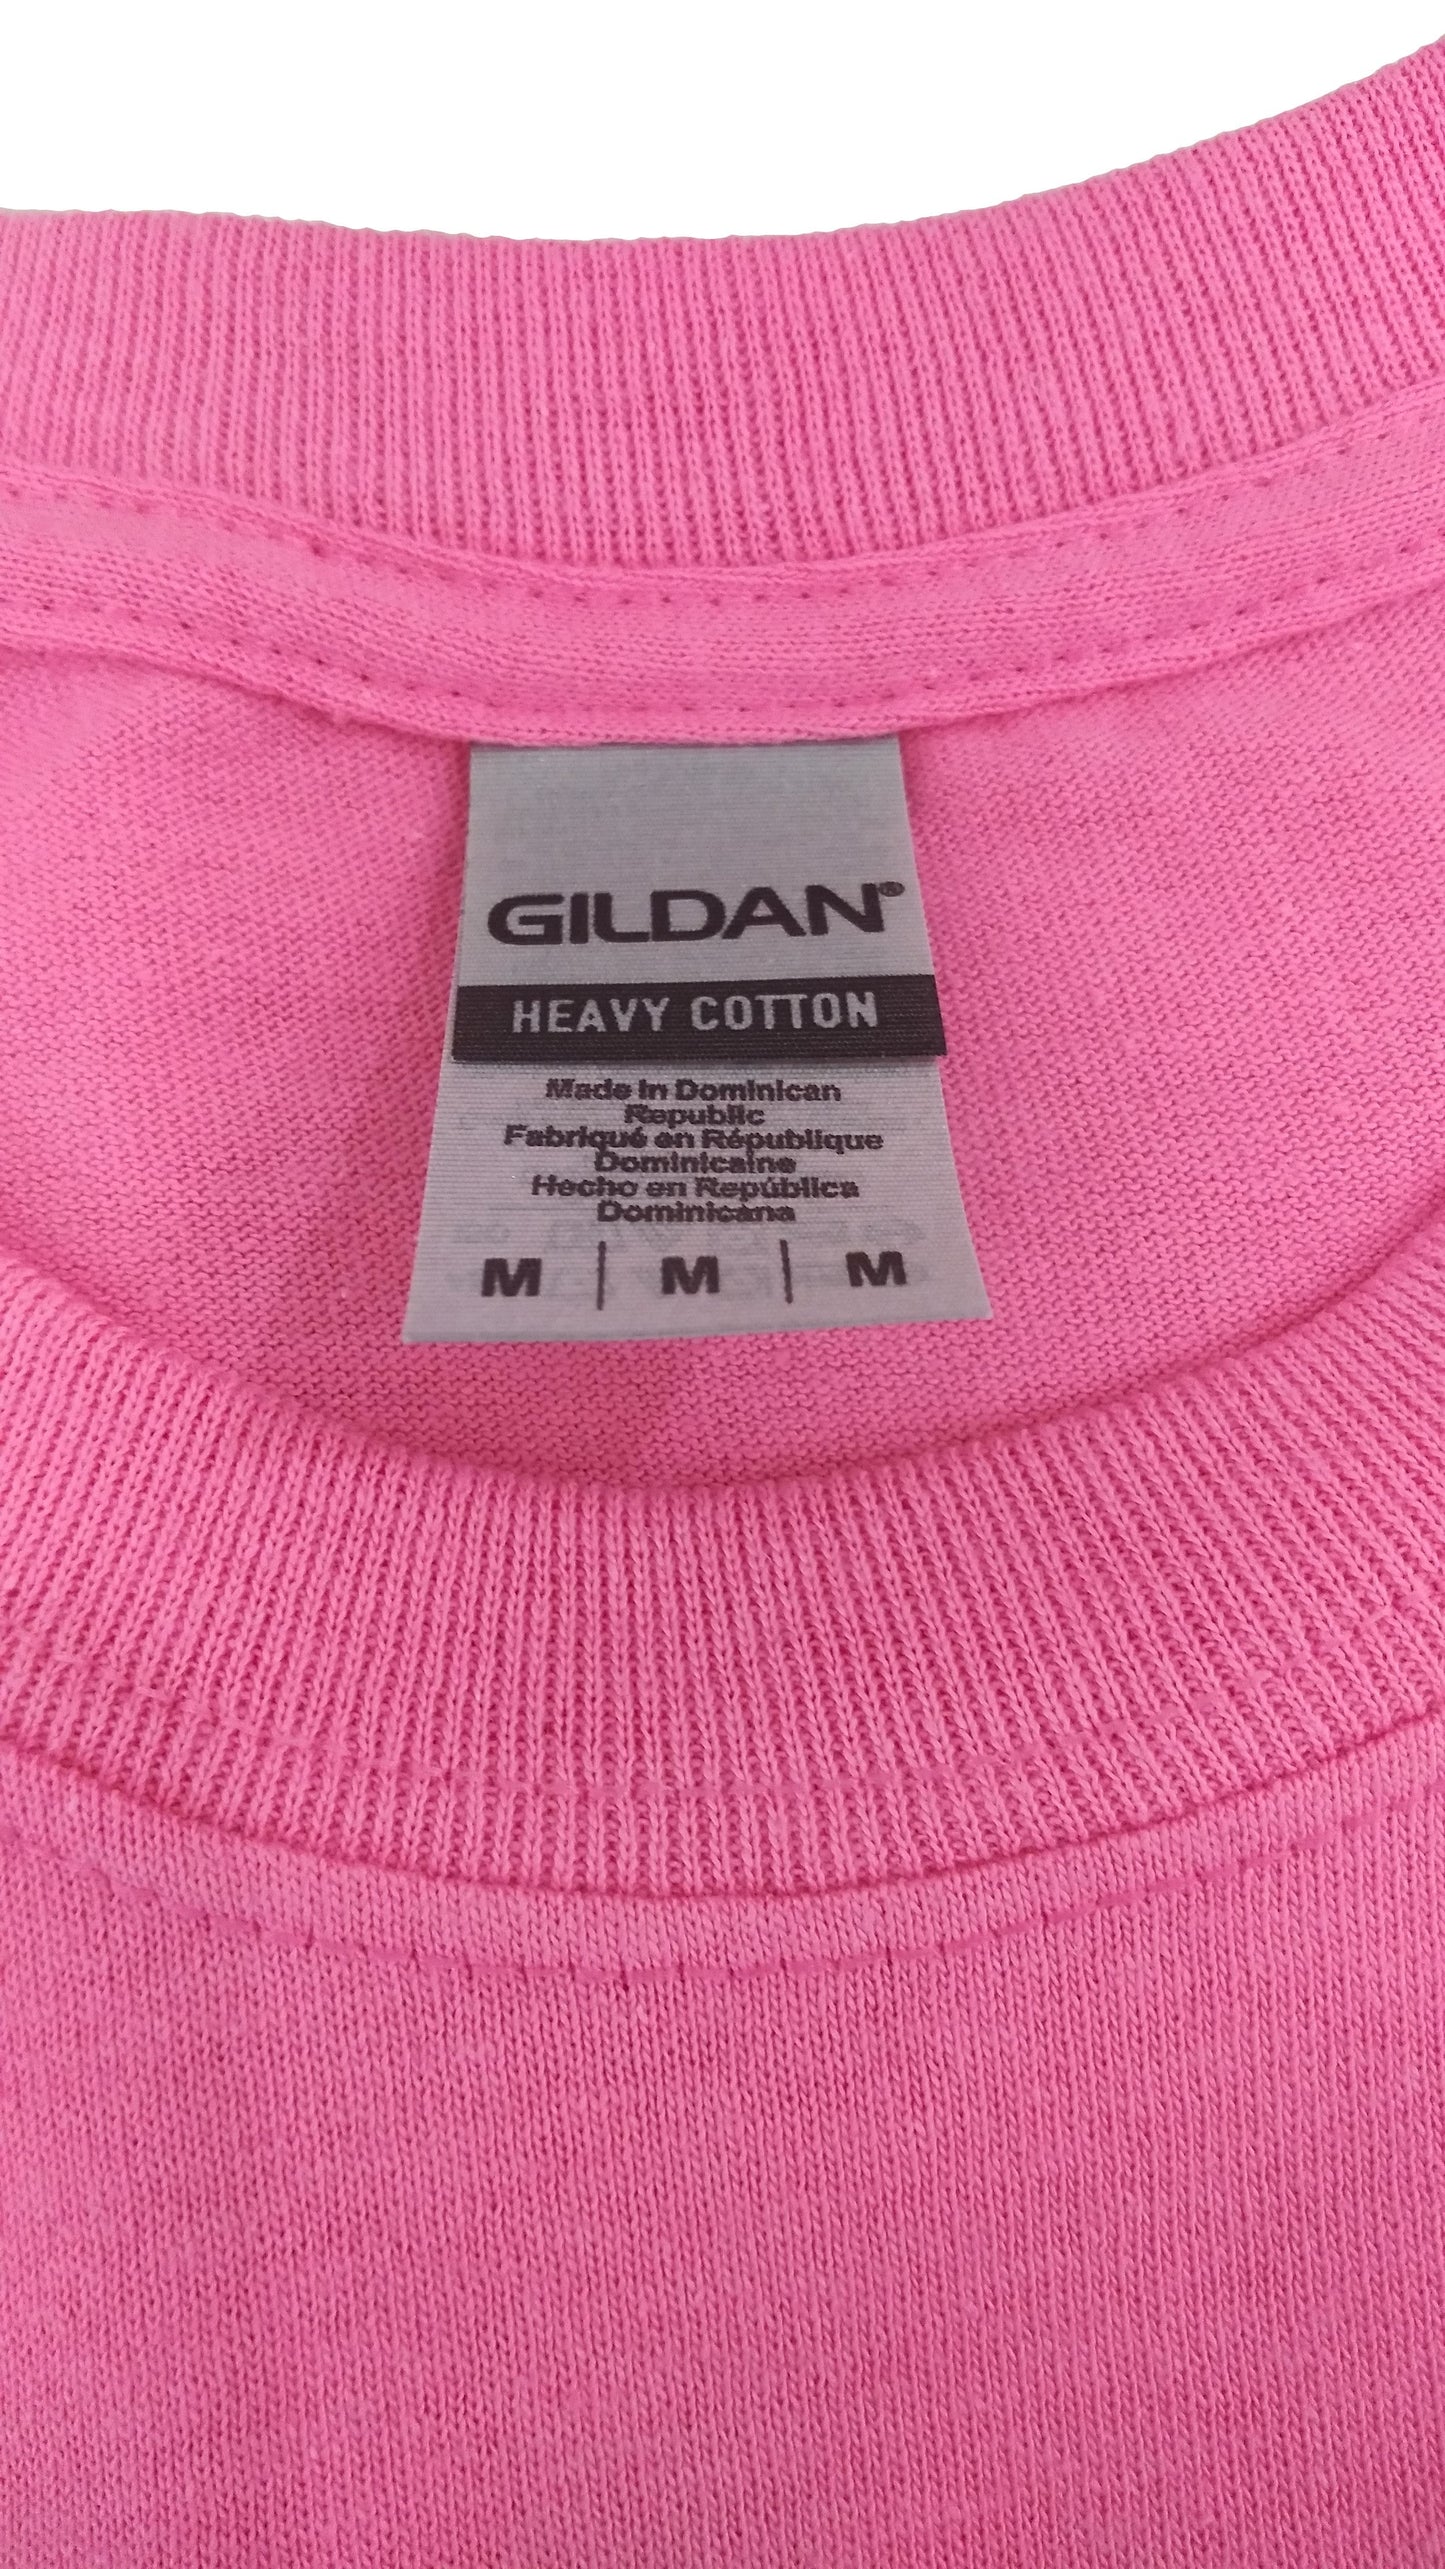 GILDAN®
HEAVY COTTON
Made in Dominican
Republic
Fabriqué en République
Dominicaine
Hecho en República
Dominicana
M | M | M